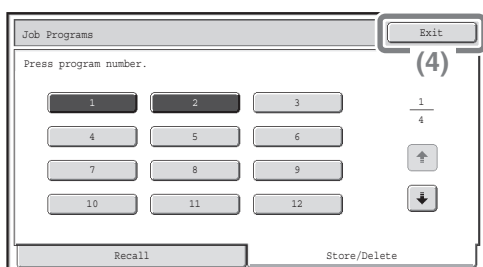 Job Programs
Exit
(4)
Press program number.
1 2 3
4 5 6
7 8 9
10 11 12
1
4
Recall
Store/Delete